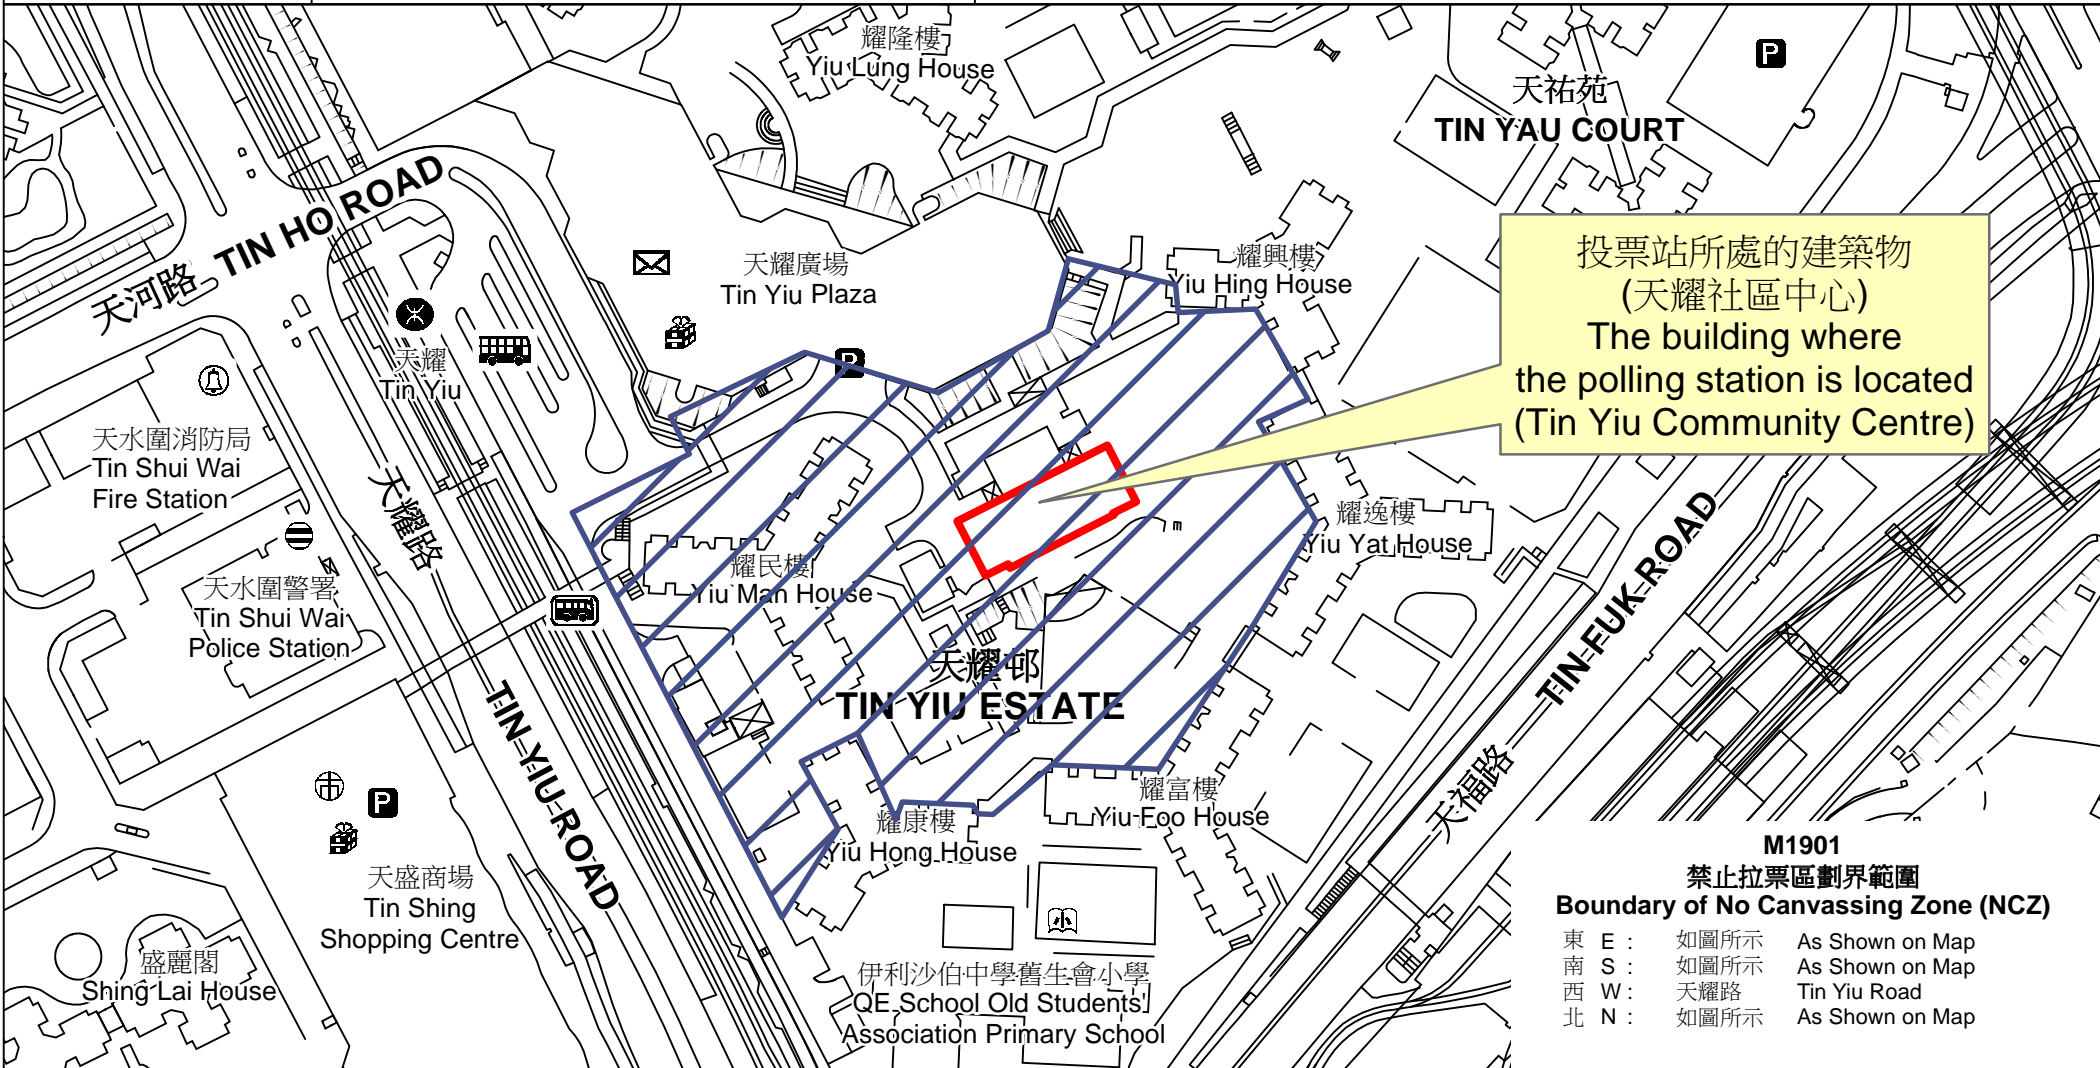 耀隆樓
Yiu Lung House
天祐苑
TIN YAU COURT
P
天河路 TIN HO ROAD
天耀廣場
Tin Yiu Plaza
耀興樓
Yiu Hing House
投票站所處的建築物
(天耀社區中心)
The building where
the polling station is located
(Tin Yiu Community Centre)
天耀
Tin Yiu
P
天水圍消防局
Tin Shui Wai
Fire Station
天耀路
TIN YIU ROAD
天水圍警署
Tin Shui Wai
Police Station
耀民樓
Yiu Man House
耀逸樓
Yiu Yat House
天福路 TIN FUK ROAD
天耀邨
TIN YIU ESTATE
耀富樓
Yiu Foo House
耀康樓
Yiu Hong House
P
天盛商場
Tin Shing
Shopping Centre
盛麗閣
Shing Lai House
伊利沙伯中學舊生會小學
QE School Old Students'
Association Primary School
M1901
禁止拉票區劃界範圍
Boundary of No Canvassing Zone (NCZ)
東 E : 如圖所示 As Shown on Map
南 S : 如圖所示 As Shown on Map
西 W : 天耀路 Tin Yiu Road
北 N : 如圖所示 As Shown on Map